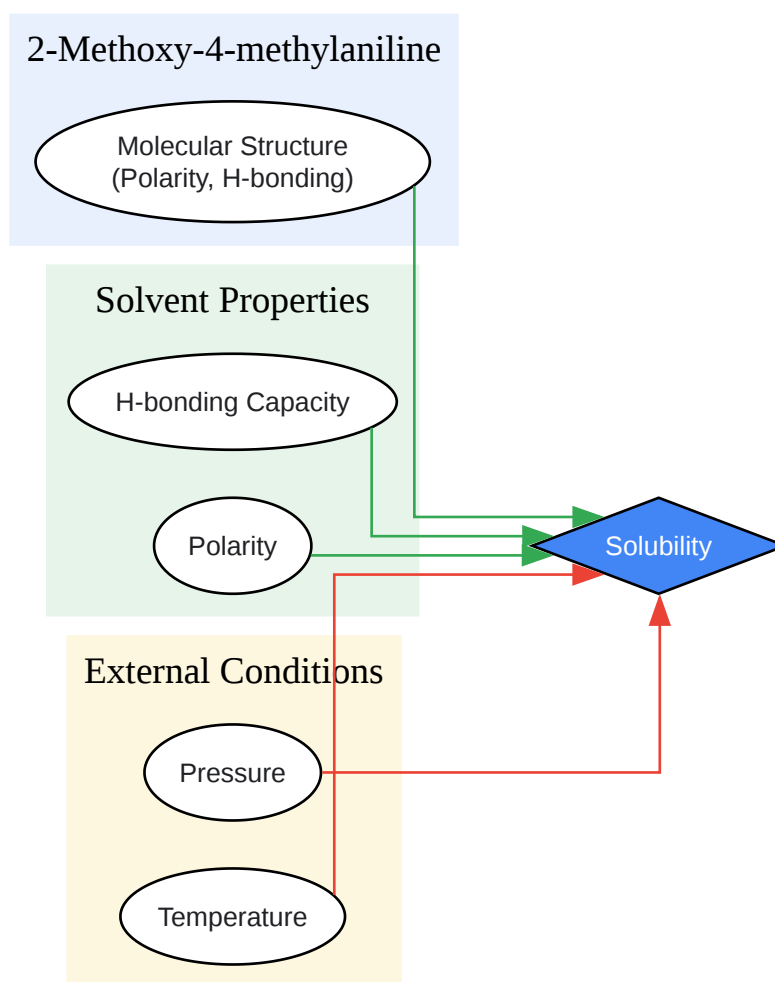 2-Methoxy-4-methylaniline
Molecular Structure
(Polarity, H-bonding)
Solvent Properties
H-bonding Capacity
Polarity
Solubility
External Conditions
Pressure
Temperature